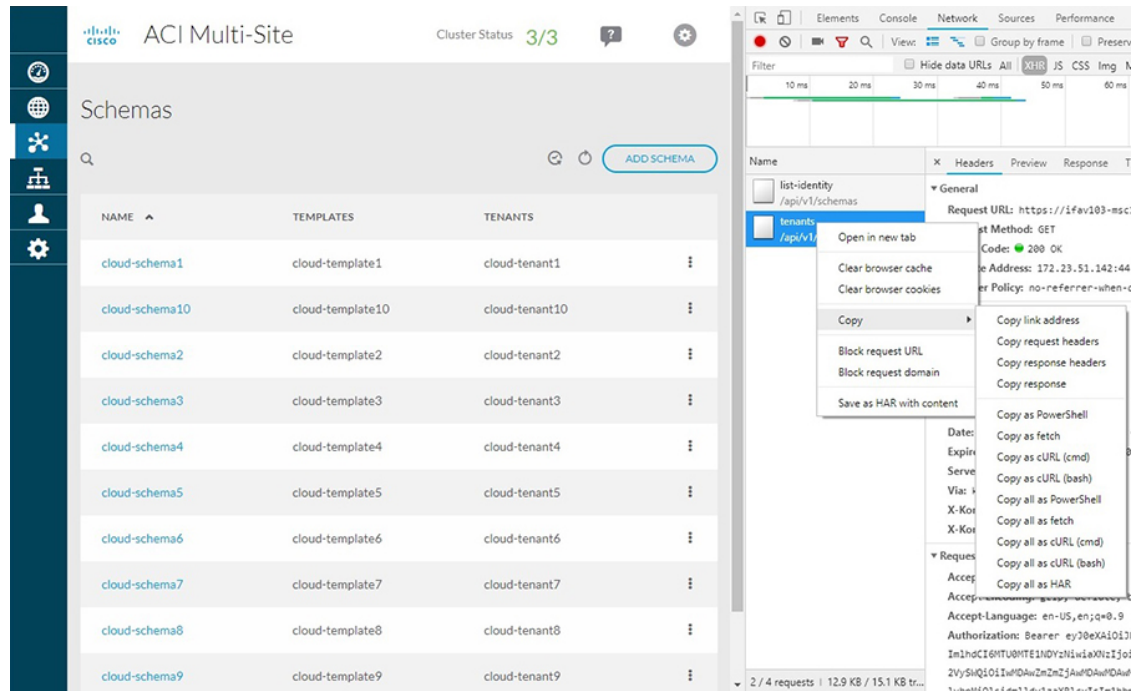 cisco
ACI Multi-Site
Cluster Status 3/3
?
Schemas
ADD SCHEMA
NAME TEMPLATES TENANTS
cloud-schema1 cloud-template1 cloud-tenant1
cloud-schema10 cloud-template10 cloud-tenant10
cloud-schema2 cloud-template2 cloud-tenant2
cloud-schema3 cloud-template3 cloud-tenant3
cloud-schema4 cloud-template4 cloud-tenant4
cloud-schema5 cloud-template5 cloud-tenant5
cloud-schema6 cloud-template6 cloud-tenant6
cloud-schema7 cloud-template7 cloud-tenant7
cloud-schema8 cloud-template8 cloud-tenant8
cloud-schema9 cloud-template9 cloud-tenant9
Elements Console Network Sources Performance
View: Group by frame Preserv
Filter Hide data URLs All XHR JS CSS Img
10 ms 20 ms 30 ms 40 ms 50 ms 60 ms
Name
× Headers Preview Response T
list-identity
/api/v1/schemas
tenants
/api/v1/
General
Request URL: https://ifav103-msc
st Method: GET
Code: 200 OK
e Address: 172.23.51.142:44
er Policy: no-referrer-when-
Open in new tab
Clear browser cache
Clear browser cookies
Copy
Block request URL
Block request domain
Save as HAR with content
Copy link address
Copy request headers
Copy response headers
Copy response
Copy as PowerShell
Copy as fetch
Copy as cURL (cmd)
Copy as cURL (bash)
Copy all as PowerShell
Copy all as fetch
Copy all as cURL (cmd)
Copy all as cURL (bash)
Copy all as HAR
Date:
Expire
Serve
Via:
X-Kon
X-Kon
Reques
Accep
Accept-Language: en-US,en;q=0.9
Authorization: Bearer
2 / 4 requests | 12.9 KB / 15.1 KB tr...